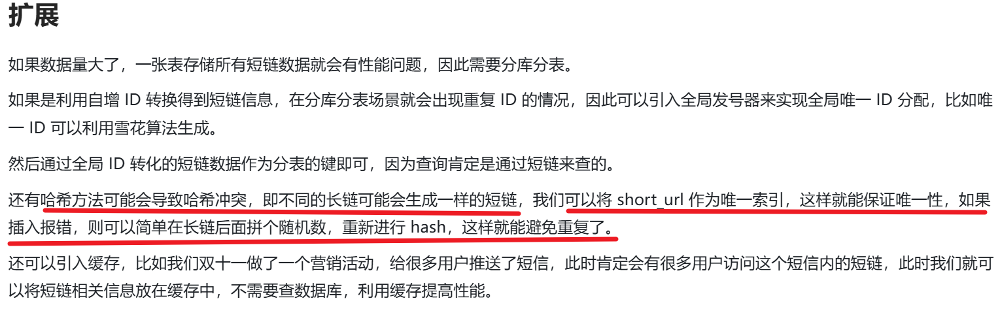 扩展
如果数据量大了，一张表存储所有短链数据就会有性能问题，因此需要分库分表。
如果是利用自增 ID 转换得到短链信息，在分库分表场景就会出现重复 ID 的情况，因此可以引入全局发号器来实现全局唯一 ID 分配，比如唯
一 ID 可以利用雪花算法生成。
然后通过全局 ID 转化的短链数据作为分表的键即可，因为查询肯定是通过短链来查的。
还有哈希方法可能会导致哈希冲突，即不同的长链可能会生成一样的短链，我们可以将 short_url 作为唯一索引，这样就能保证唯一性，如果
插入报错，则可以简单在长链后面拼个随机数，重新进行 hash，这样就能避免重复了。
还可以引入缓存，比如我们双十一做了一个营销活动，给很多用户推送了短信，此时肯定会有很多用户访问这个短信内的短链，此时我们就可
以将短链相关信息放在缓存中，不需要查数据库，利用缓存提高性能。